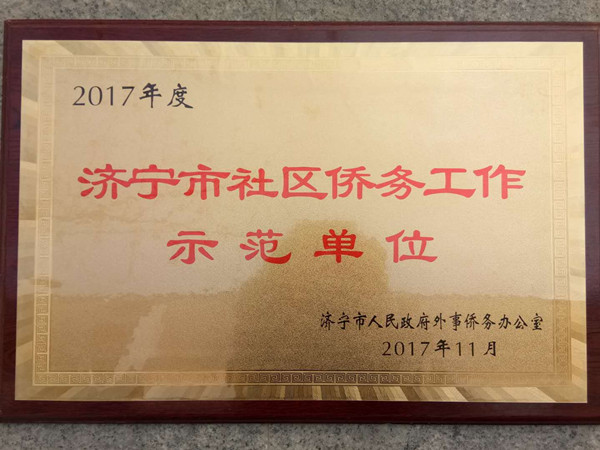 2017年度
济宁市社区侨务工作
示范单位
济宁市人民政府外事侨务办公室
2017年11月